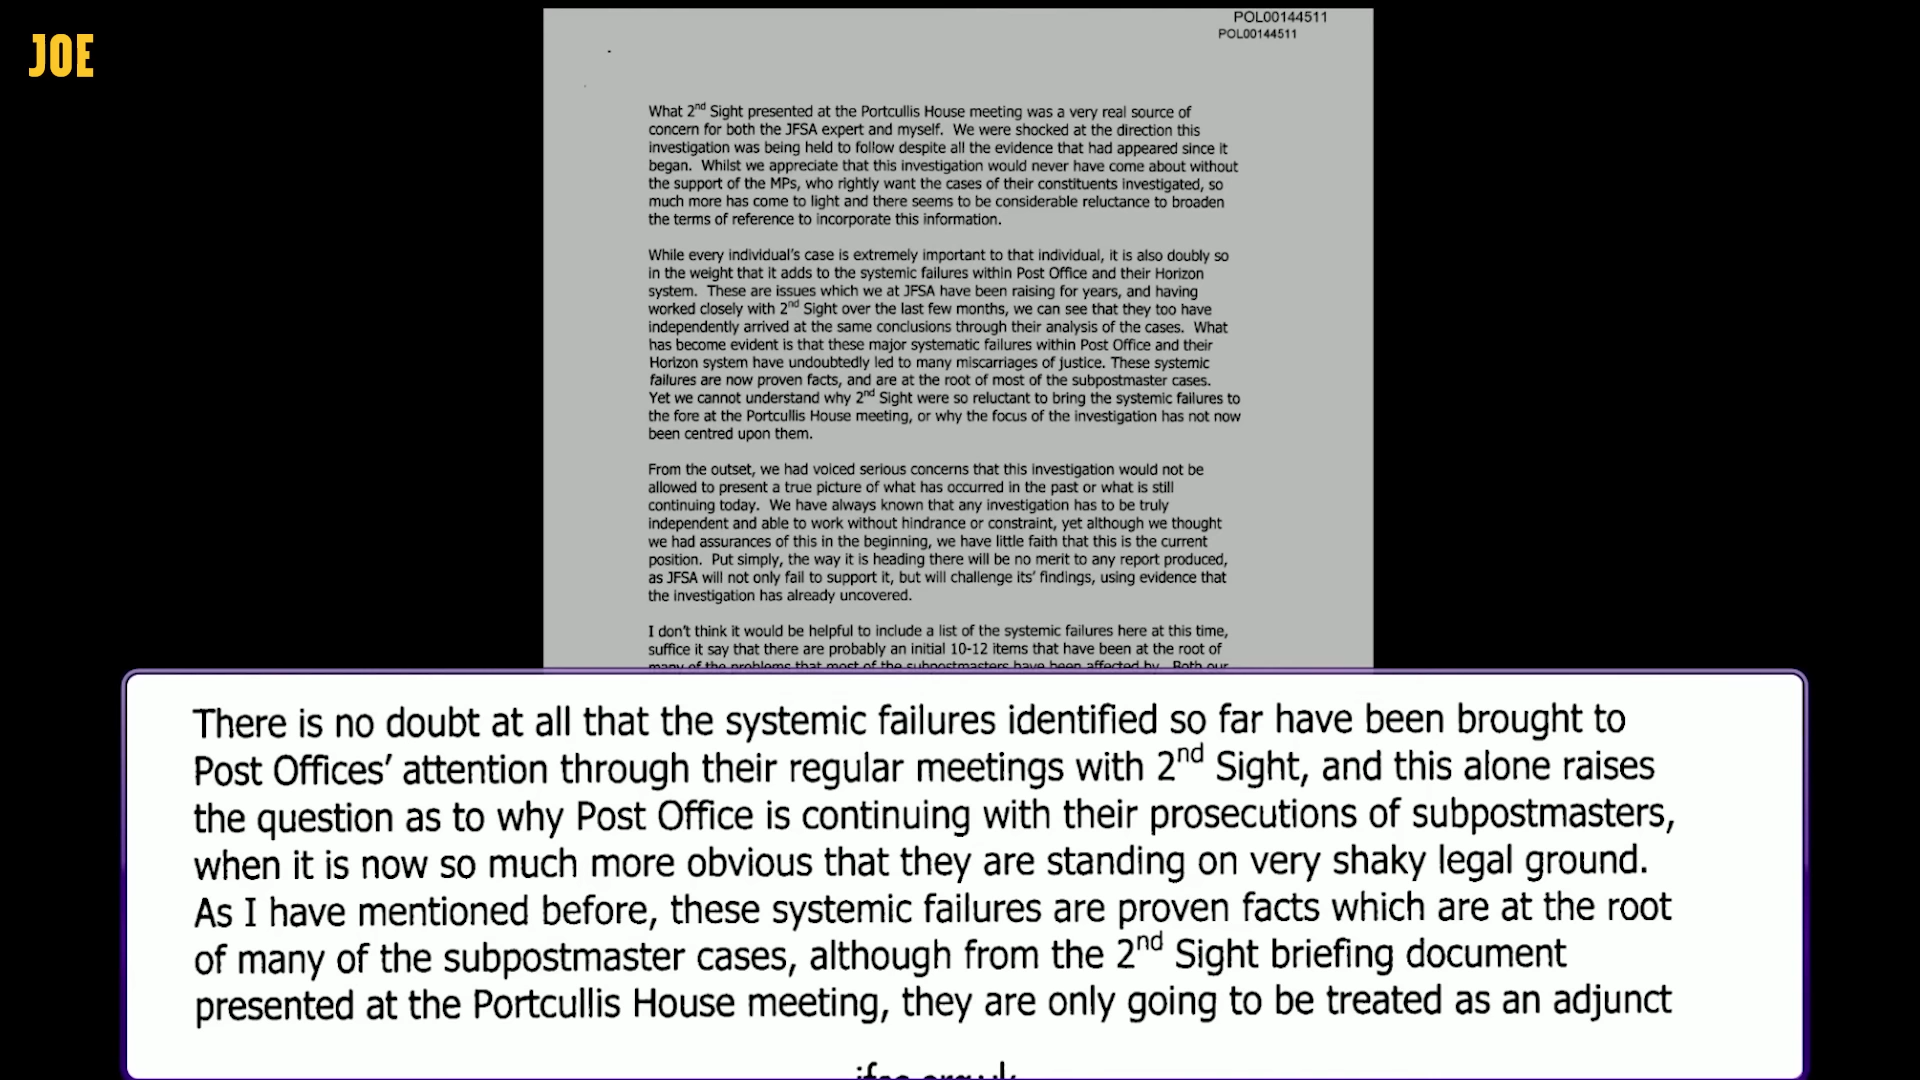 JOE
POL00144511
POL00144511
What 2nd Sight presented at the Portcullis House meeting was a very real source of
concern for both the JFSA expert and myself. We were shocked at the direction this
investigation was being held to follow despite all the evidence that had appeared since it
began. Whilst we appreciate that this investigation would never have come about without
the support of the MPs, who rightly want the cases of their constituents investigated, so
much more has come to light and there seems to be considerable reluctance to broaden
the terms of reference to incorporate this information.
While every individual's case is extremely important to that individual, it is also doubly so
in the weight that it adds to the systemic failures within Post Office and their Horizon
system. These are issues which we at JFSA have been raising for years, and having
worked closely with 2nd Sight over the last few months, we can see that they too have
independently arrived at the same conclusions through their analysis of the cases. What
has become evident is that these major systematic failures within Post Office and their
Horizon system have undoubtedly led to many miscarriages of justice. These systemic
failures are now proven facts, and are at the root of most of the subpostmaster cases.
Yet we cannot understand why 2nd Sight were so reluctant to bring the systemic failures to
the fore at the Portcullis House meeting, or why the focus of the investigation has not now
been centred upon them.
From the outset, we had voiced serious concerns that this investigation would not be
allowed to present a true picture of what has occurred in the past or what is still
continuing today. We have always known that any investigation has to be truly
independent and able to work without hindrance or constraint, yet although we thought
we had assurances of this in the beginning, we have little faith that this is the current
position. Put simply, the way it is heading there will be no merit to any report produced,
as JFSA will not only fail to support it, but will challenge its' findings, using evidence that
the investigation has already uncovered.
I don't think it would be helpful to include a list of the systemic failures here at this time,
suffice it say that there are probably an initial 10-12 items that have been at the root of
many of the problems that most of the subpostmasters have been affected by. Both our
There is no doubt at all that the systemic failures identified so far have been brought to
Post Offices' attention through their regular meetings with 2nd Sight, and this alone raises
the question as to why Post Office is continuing with their prosecutions of subpostmasters,
when it is now so much more obvious that they are standing on very shaky legal ground.
As I have mentioned before, these systemic failures are proven facts which are at the root
of many of the subpostmaster cases, although from the 2nd Sight briefing document
presented at the Portcullis House meeting, they are only going to be treated as an adjunct